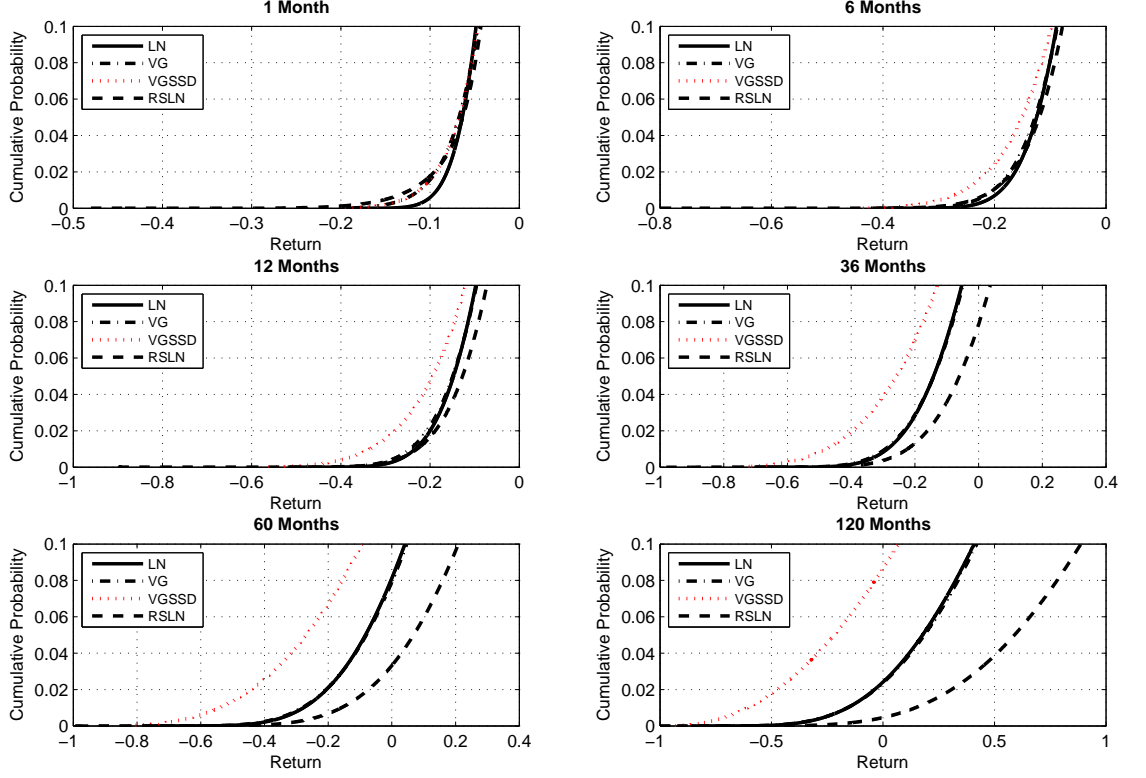 1 Month
Cumulative Probability
0.1
0.08
0.06
0.04
0.02
0
LN
VG
VGSSD
RSLN
−0.5 −0.4 −0.3 −0.2 −0.1 0
Return
6 Months
Cumulative Probability
0.1
0.08
0.06
0.04
0.02
0
LN
VG
VGSSD
RSLN
−0.8 −0.6 −0.4 −0.2 0
Return
12 Months
Cumulative Probability
0.1
0.08
0.06
0.04
0.02
0
LN
VG
VGSSD
RSLN
−1 −0.8 −0.6 −0.4 −0.2 0
Return
36 Months
Cumulative Probability
0.1
0.08
0.06
0.04
0.02
0
LN
VG
VGSSD
RSLN
−1 −0.8 −0.6 −0.4 −0.2 0 0.2 0.4
Return
60 Months
Cumulative Probability
0.1
0.08
0.06
0.04
0.02
0
LN
VG
VGSSD
RSLN
−1 −0.8 −0.6 −0.4 −0.2 0 0.2 0.4
Return
120 Months
Cumulative Probability
0.1
0.08
0.06
0.04
0.02
0
LN
VG
VGSSD
RSLN
−1 −0.5 0 0.5 1
Return